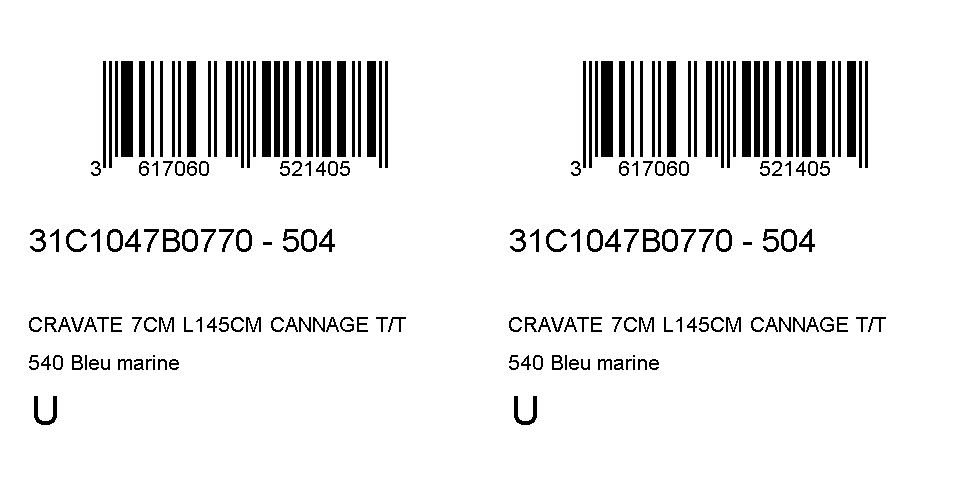 3 617060 521405
31C1047B0770 - 504
CRAVATE 7CM L145CM CANNAGE T/T
540 Bleu marine
U
3 617060 521405
31C1047B0770 - 504
CRAVATE 7CM L145CM CANNAGE T/T
540 Bleu marine
U